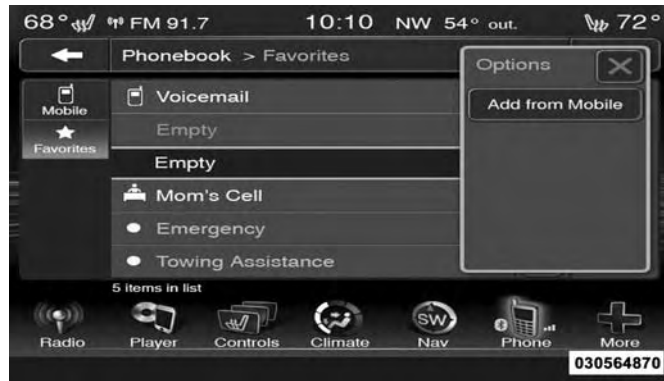 68° FM 91.7 10:10 NW 54° out. 72°
Phonebook > Favorites
Options
Mobile
Favorites
Voicemail
Empty
Empty
Mom's Cell
Emergency
Towing Assistance
Add from Mobile
5 items in list
Radio Player Controls Climate SW Nav Phone More
030564870